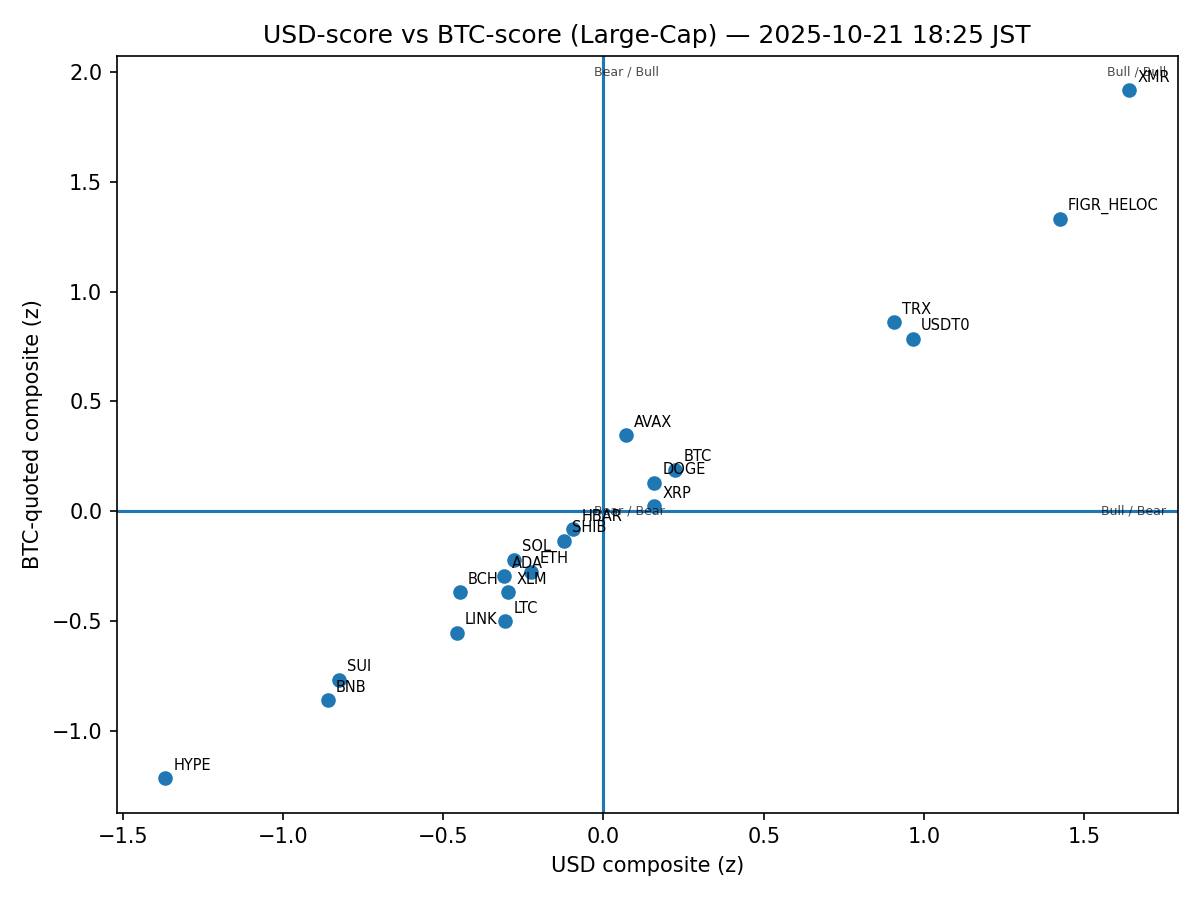 USD-score vs BTC-score (Large-Cap) — 2025-10-21 18:25 JST
2.0
Bear / Bull
Bull / Bull
XMR
1.5
FIGR_HELOC
1.0
TRX
USDT0
0.5
AVAX
BTC
DOGE
XRP
0.0
Bear / Bear
Bull / Bear
HBAR
SHIB
SOL
ETH
ADA
BCH
XLM
−0.5
LTC
LINK
SUI
BNB
−1.0
HYPE
−1.5
−1.0
−0.5
0.0
0.5
1.0
1.5
USD composite (z)
BTC-quoted composite (z)